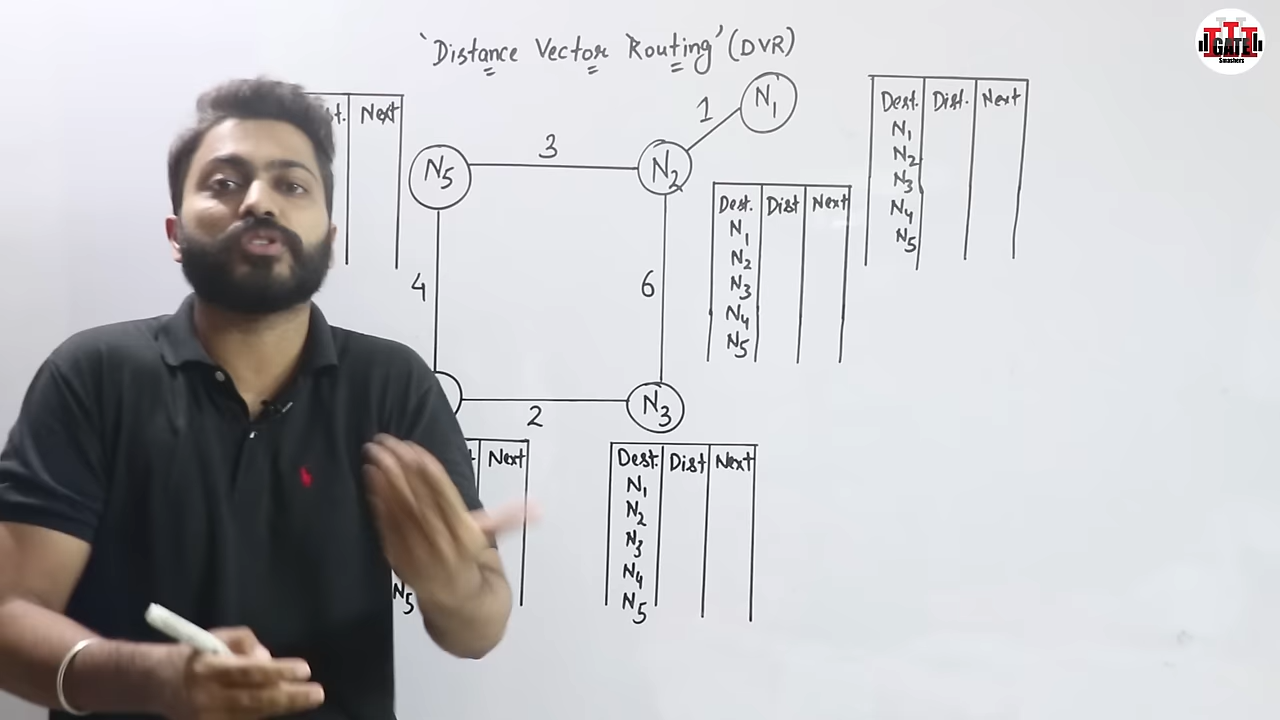 'Distance Vector Routing' (DVR)
GATE
Smashers
st. Next
N5
3
N2
1
N1
4
6
2
N3
Dest. Dist. Next
N1
N2
N3
N4
N5
Dest. Dist Next
N1
N2
N3
N4
N5
Next
N5
Dest. Dist Next
N1
N2
N3
N4
N5